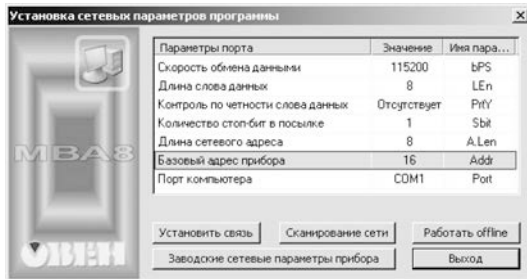 Установка сетевых параметров программы
Параметры порта Значение Имя пара...
Скорость обмена данными 115200 bPS
Длина слова данных 8 LEn
Контроль по четности слова данных Отсутствует PrtY
Количество стоп-бит в посылке 1 Sbit
Длина сетевого адреса 8 A.Len
Базовый адрес прибора 16 Addr
Порт компьютера COM1 Port
МВА8
ОВЕН
Установить связь Сканирование сети Работать offline
Заводские сетевые параметры прибора Выход